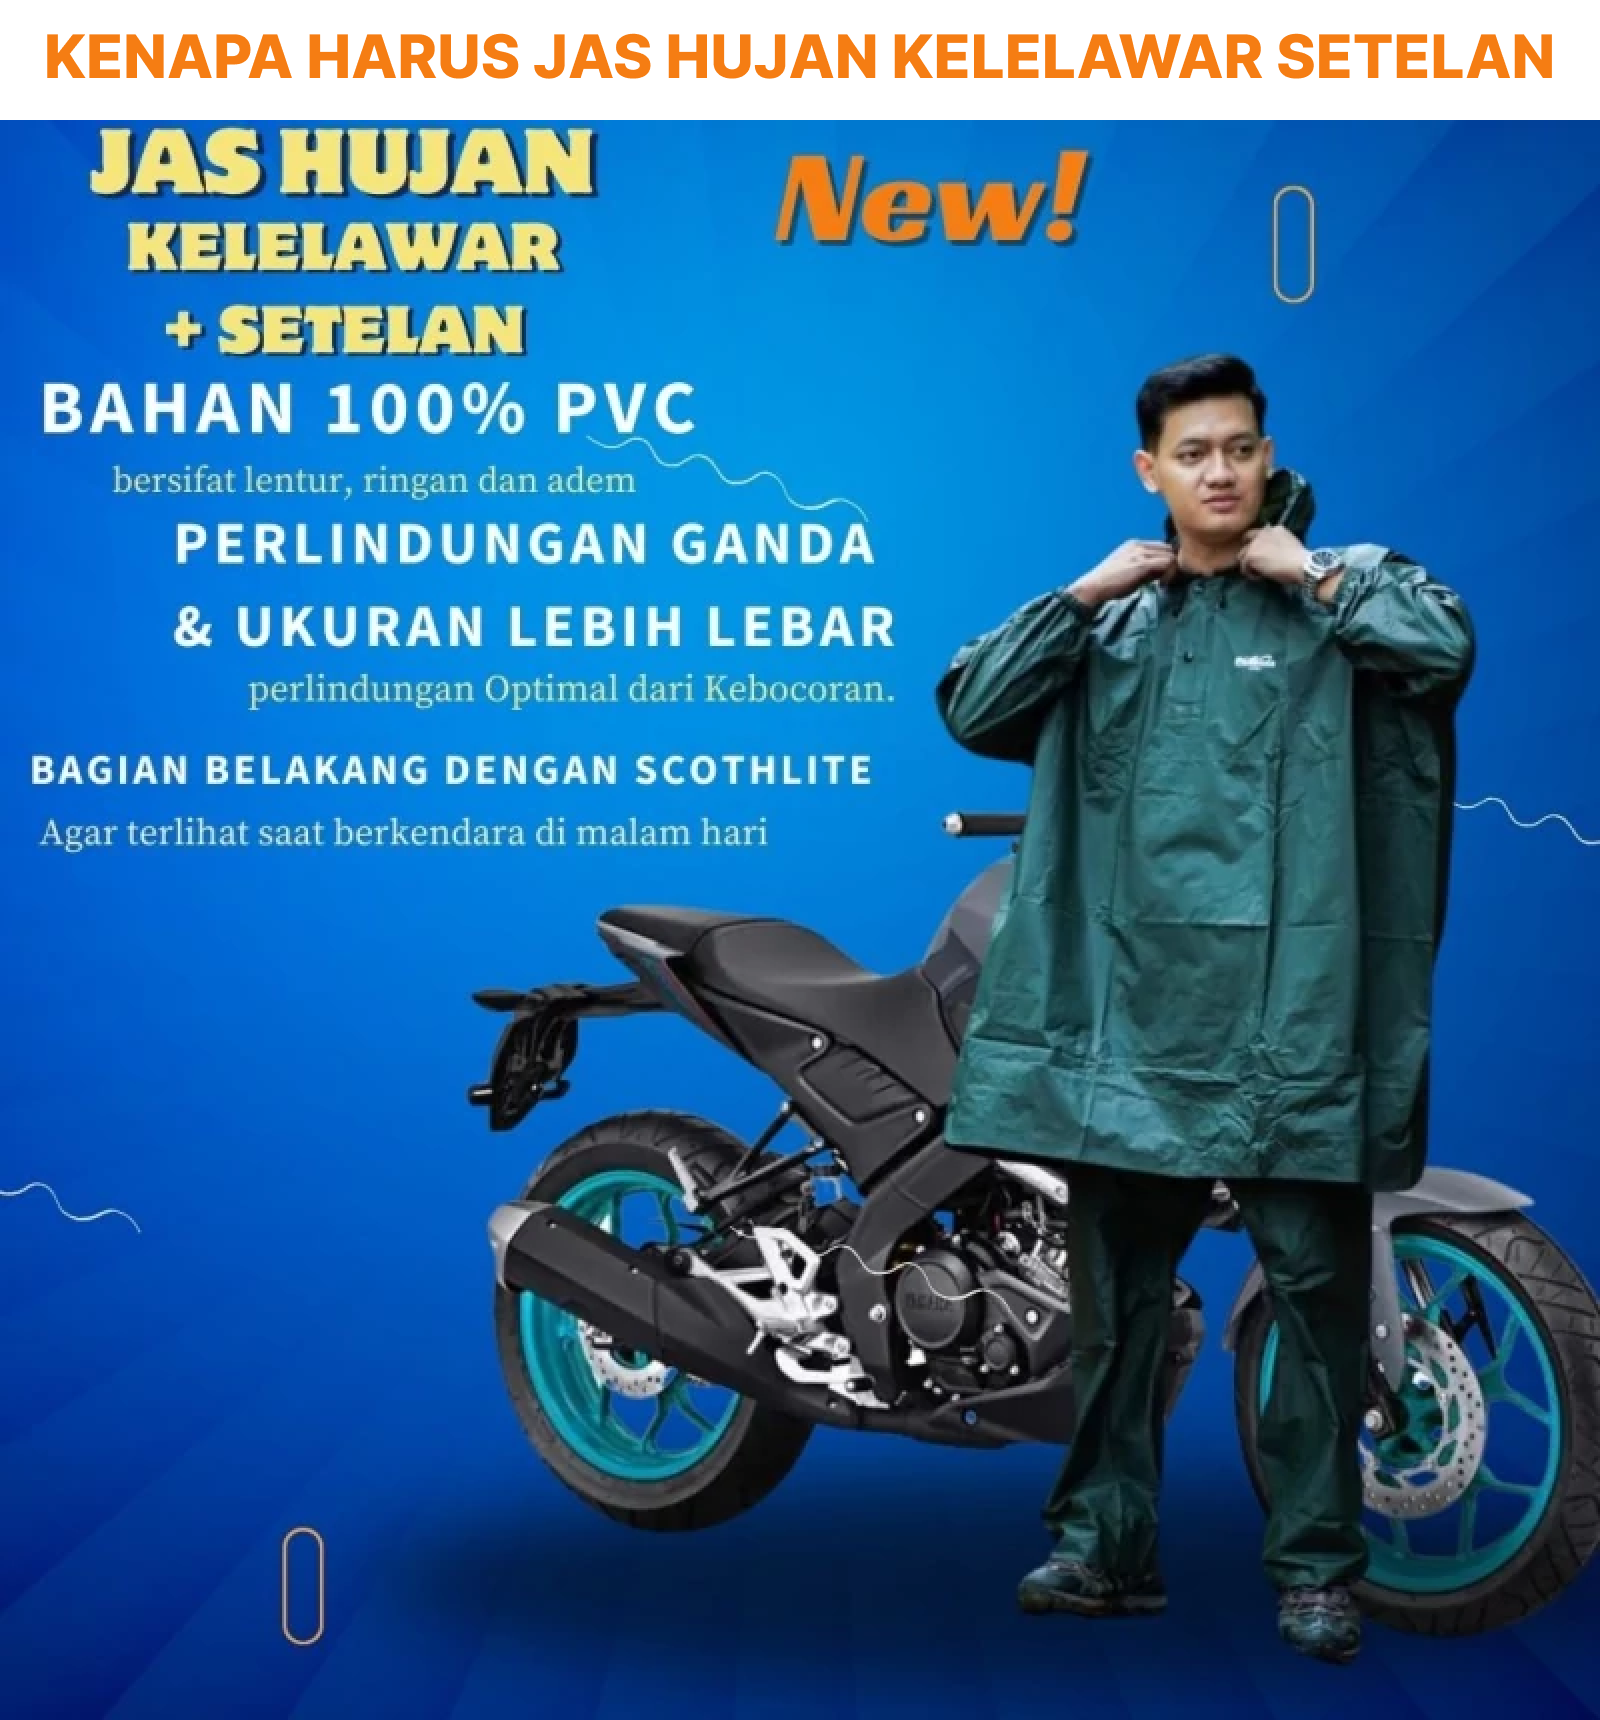 KENAPA HARUS JAS HUJAN KELELAWAR SETELAN
JAS HUJAN
KELELAWAR
+ SETELAN
New!
BAHAN 100% PVC
bersifat lentur, ringan dan adem
PERLINDUNGAN GANDA
& UKURAN LEBIH LEBAR
perlindungan Optimal dari Kebocoran.
BAGIAN BELAKANG DENGAN SCOTHLITE
Agar terlihat saat berkendara di malam hari